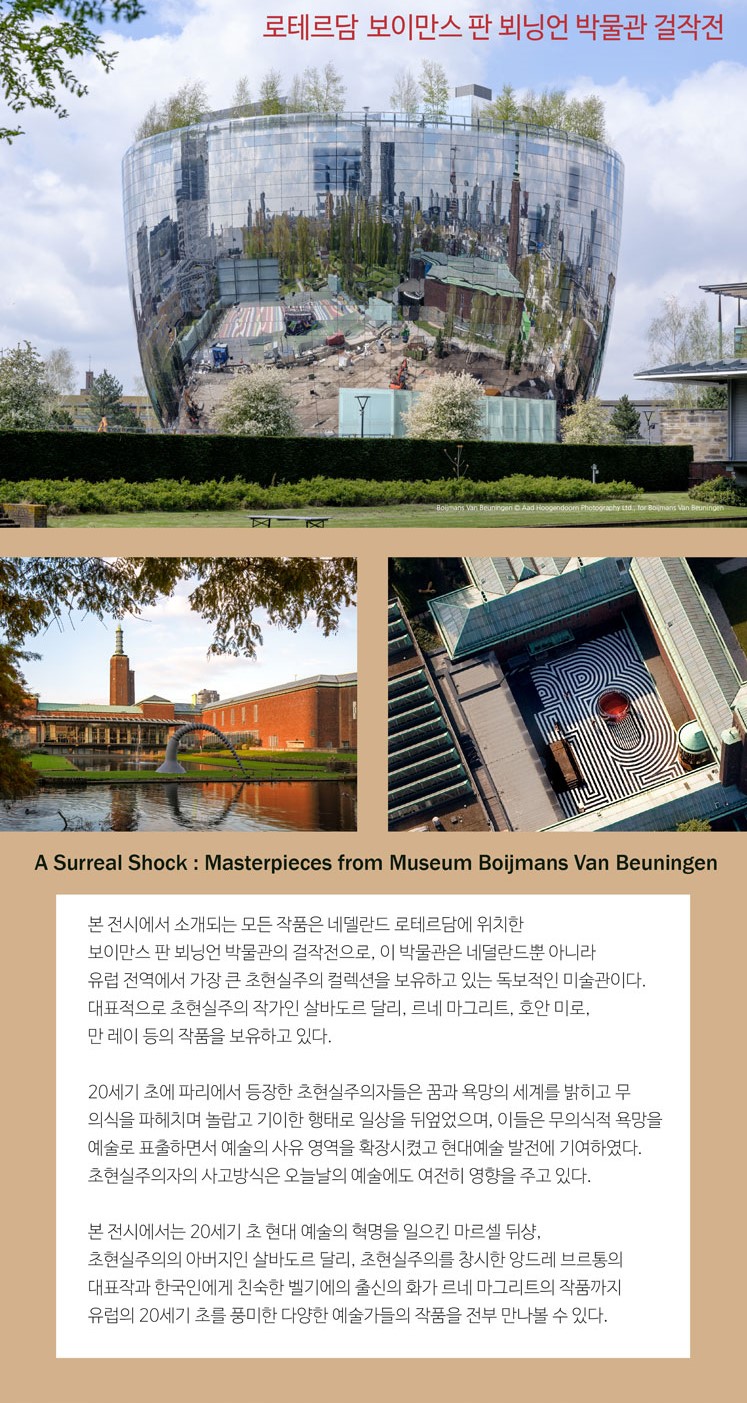 로테르담 보이만스 판 뵈닝언 박물관 걸작전
Boijmans Van Beuningen © Aad Hoogendoorn Photography Ltd., for Boijmans Van Beuningen
A Surreal Shock : Masterpieces from Museum Boijmans Van Beuningen
본 전시에서 소개되는 모든 작품은 네델란드 로테르담에 위치한
보이만스 판 뵈닝언 박물관의 걸작전으로, 이 박물관은 네덜란드뿐 아니라
유럽 전역에서 가장 큰 초현실주의 컬렉션을 보유하고 있는 독보적인 미술관이다.
대표적으로 초현실주의 작가인 살바도르 달리, 르네 마그리트, 호안 미로,
만 레이 등의 작품을 보유하고 있다.
20세기 초에 파리에서 등장한 초현실주의자들은 꿈과 욕망의 세계를 밝히고 무
의식을 파헤치며 놀랍고 기이한 행태로 일상을 뒤엎었으며, 이들은 무의식적 욕망을
예술로 표출하면서 예술의 사유 영역을 확장시켰고 현대예술 발전에 기여하였다.
초현실주의자의 사고방식은 오늘날의 예술에도 여전히 영향을 주고 있다.
본 전시에서는 20세기 초 현대 예술의 혁명을 일으킨 마르셀 뒤샹,
초현실주의의 아버지인 살바도르 달리, 초현실주의를 창시한 앙드레 브르통의
대표작과 한국인에게 친숙한 벨기에의 출신의 화가 르네 마그리트의 작품까지
유럽의 20세기 초를 풍미한 다양한 예술가들의 작품을 전부 만나볼 수 있다.